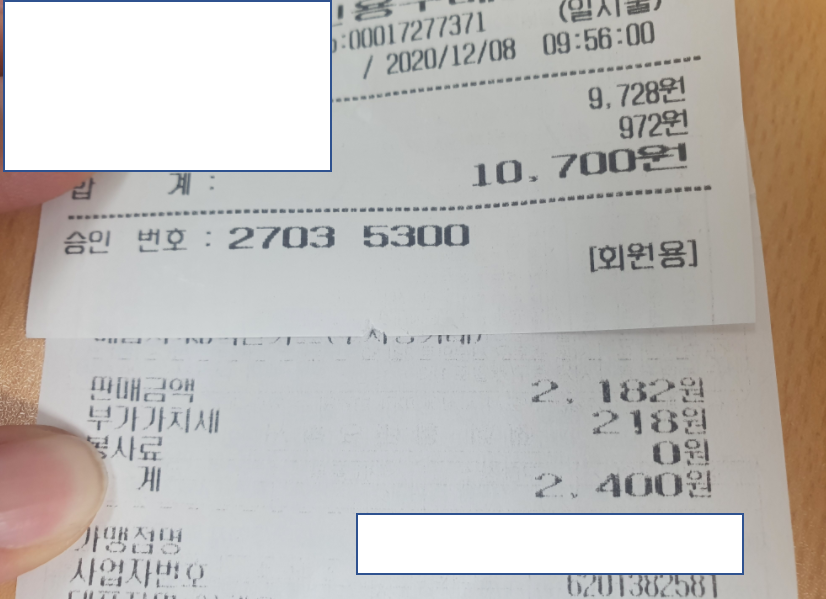 (일시불)
:00017277371
/ 2020/12/08 09:56:00
9,728원
972원
합 계 : 10,700원
승인 번호 : 2703 5300
[회원용]
판매금액 2,182원
부가가치세 218원
봉사료 0원
계 2,400원
가맹점명
사업자번호 6201382581